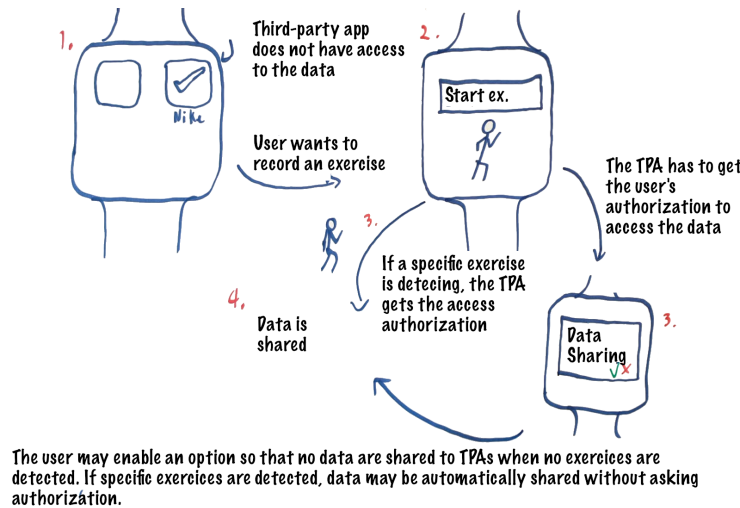 1.
Third-party app
does not have access
to the data
Nike
User wants to
record an exercise
2.
Start ex.
The TPA has to get
the user's
authorization to
access the data
3.
If a specific exercise
is detecing, the TPA
gets the access
authorization
3.
Data
Sharing
4.
Data is
shared
The user may enable an option so that no data are shared to TPAs when no exercices are
detected. If specific exercices are detected, data may be automatically shared without asking
authorization.